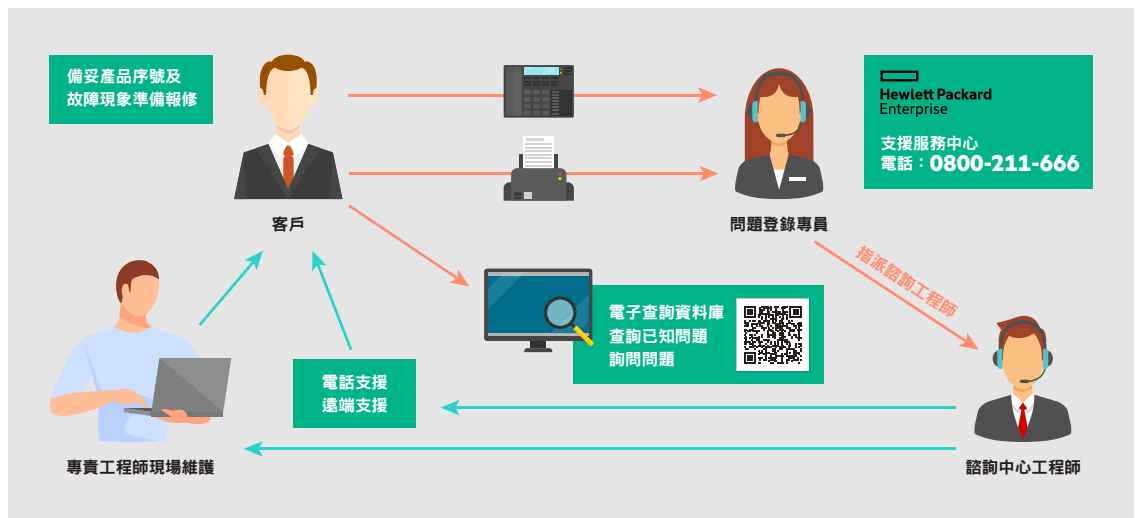 備妥產品序號及
故障現象準備報修
Hewlett Packard
Enterprise
支援服務中心
電話：0800-211-666
客戶
問題登錄專員
指派諮詢工程師
電子查詢資料庫
查詢已知問題
詢問問題
電話支援
遠端支援
專責工程師現場維護
諮詢中心工程師